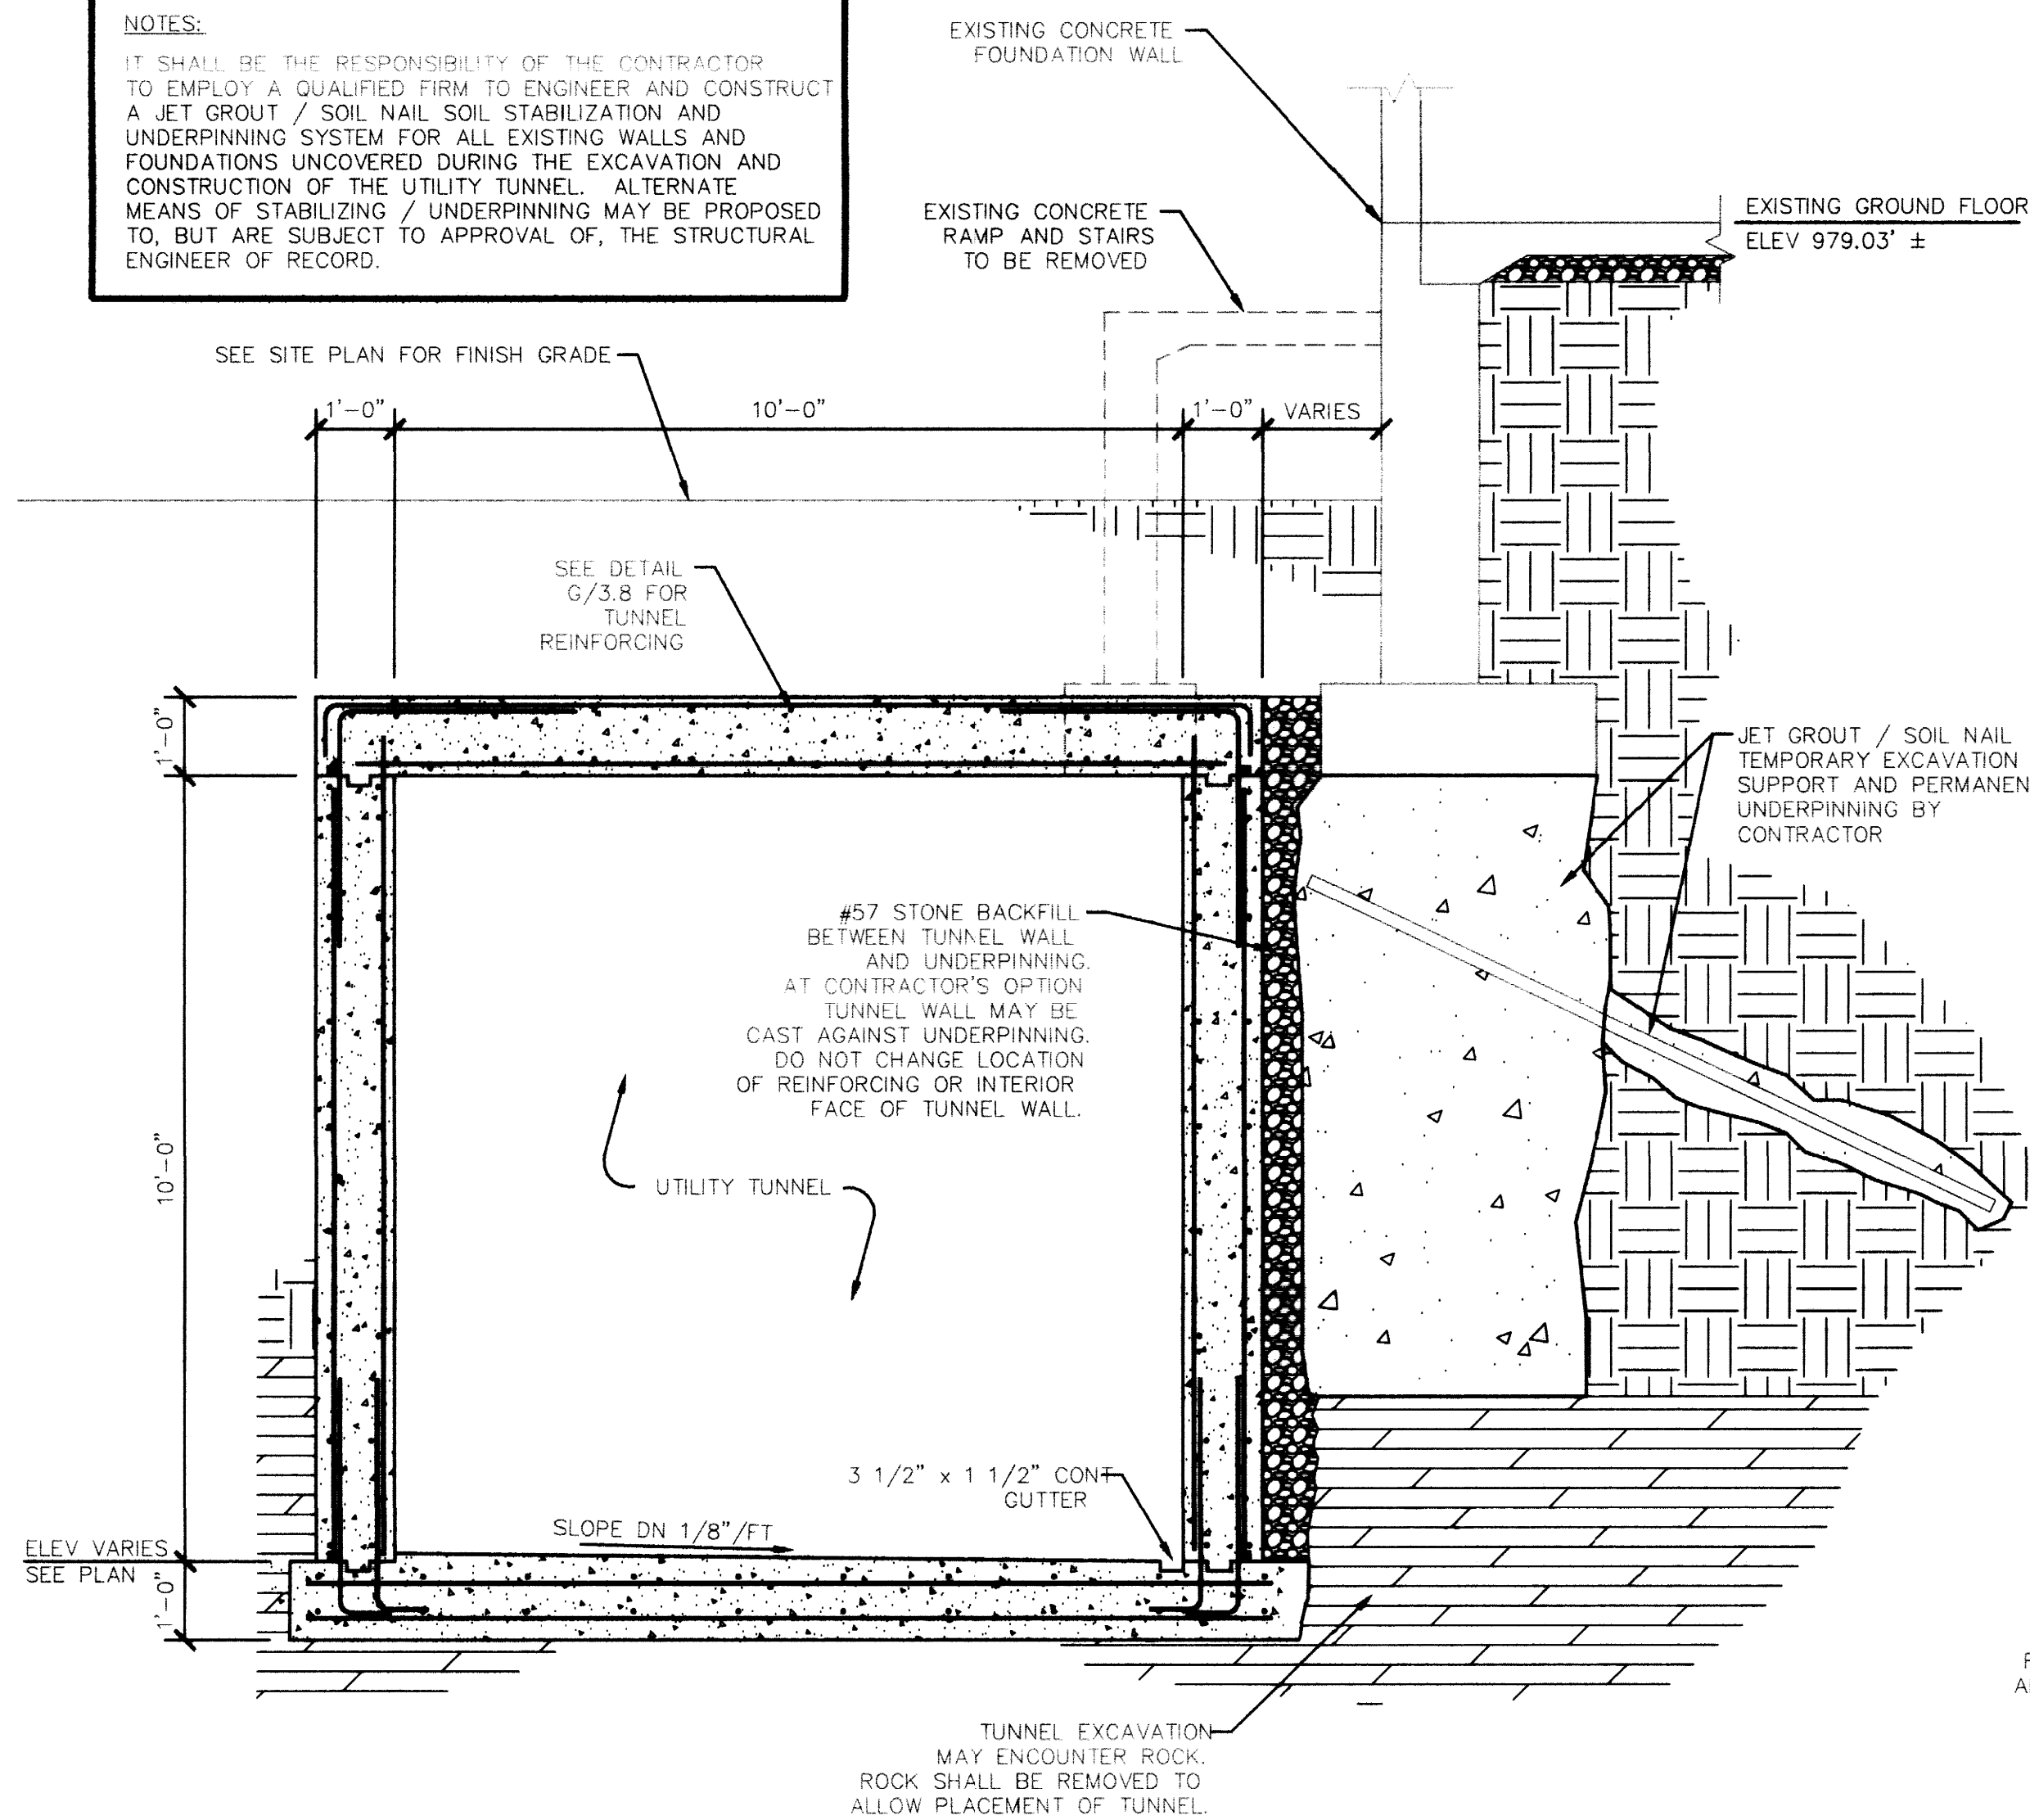 NOTES:
IT SHALL BE THE RESPONSIBILITY OF THE CONTRACTOR
TO EMPLOY A QUALIFIED FIRM TO ENGINEER AND CONSTRUCT
A JET GROUT / SOIL NAIL SOIL STABILIZATION AND
UNDERPINNING SYSTEM FOR ALL EXISTING WALLS AND
FOUNDATIONS UNCOVERED DURING THE EXCAVATION AND
CONSTRUCTION OF THE UTILITY TUNNEL. ALTERNATE
MEANS OF STABILIZING / UNDERPINNING MAY BE PROPOSED
TO, BUT ARE SUBJECT TO APPROVAL OF, THE STRUCTURAL
ENGINEER OF RECORD.
EXISTING CONCRETE
FOUNDATION WALL
EXISTING CONCRETE
RAMP AND STAIRS
TO BE REMOVED
EXISTING GROUND FLOOR
ELEV 979.03' ±
SEE SITE PLAN FOR FINISH GRADE
1'-0"
10'-0"
1'-0"
VARIES
SEE DETAIL
G/3.8 FOR
TUNNEL
REINFORCING
1'-0"
JET GROUT / SOIL NAIL
TEMPORARY EXCAVATION
SUPPORT AND PERMANEN
UNDERPINNING BY
CONTRACTOR
#57 STONE BACKFILL
BETWEEN TUNNEL WALL
AND UNDERPINNING.
AT CONTRACTOR'S OPTION
TUNNEL WALL MAY BE
CAST AGAINST UNDERPINNING.
DO NOT CHANGE LOCATION
OF REINFORCING OR INTERIOR
FACE OF TUNNEL WALL.
10'-0"
UTILITY TUNNEL
3 1/2" x 1 1/2" CONT
GUTTER
SLOPE DN 1/8"/FT
ELEV VARIES
SEE PLAN
1'-0"
TUNNEL EXCAVATION
MAY ENCOUNTER ROCK.
ROCK SHALL BE REMOVED TO
ALLOW PLACEMENT OF TUNNEL.